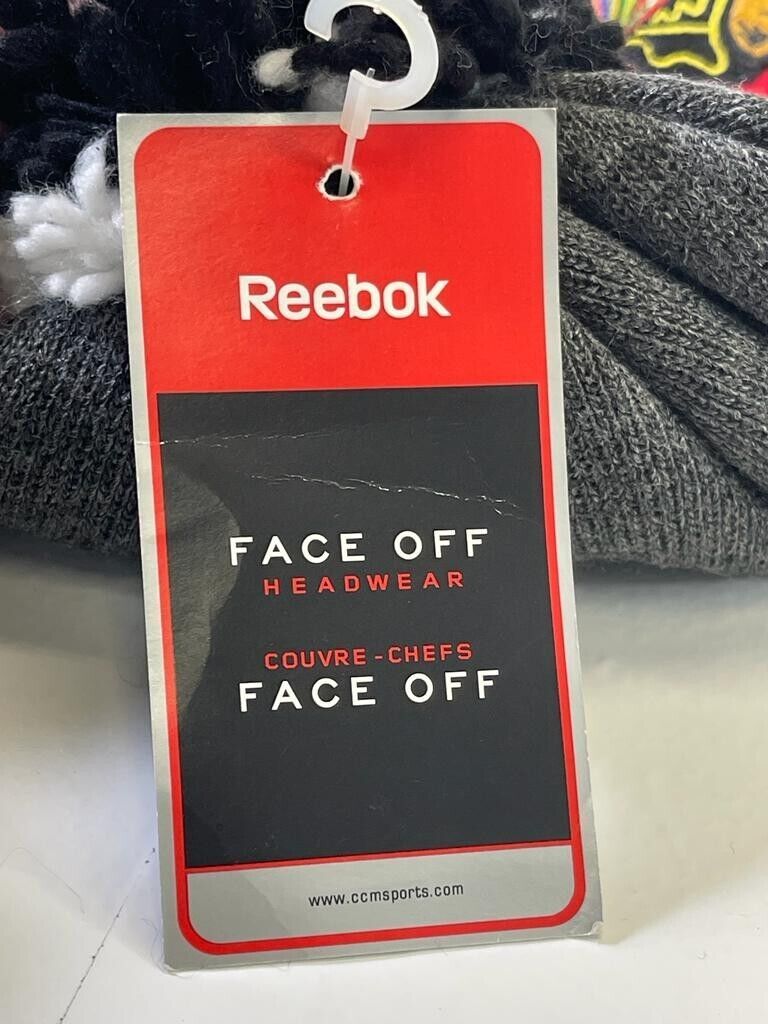 Reebok
FACE OFF
HEADWEAR
COUVRE-CHEFS
FACE OFF
www.ccmsports.com